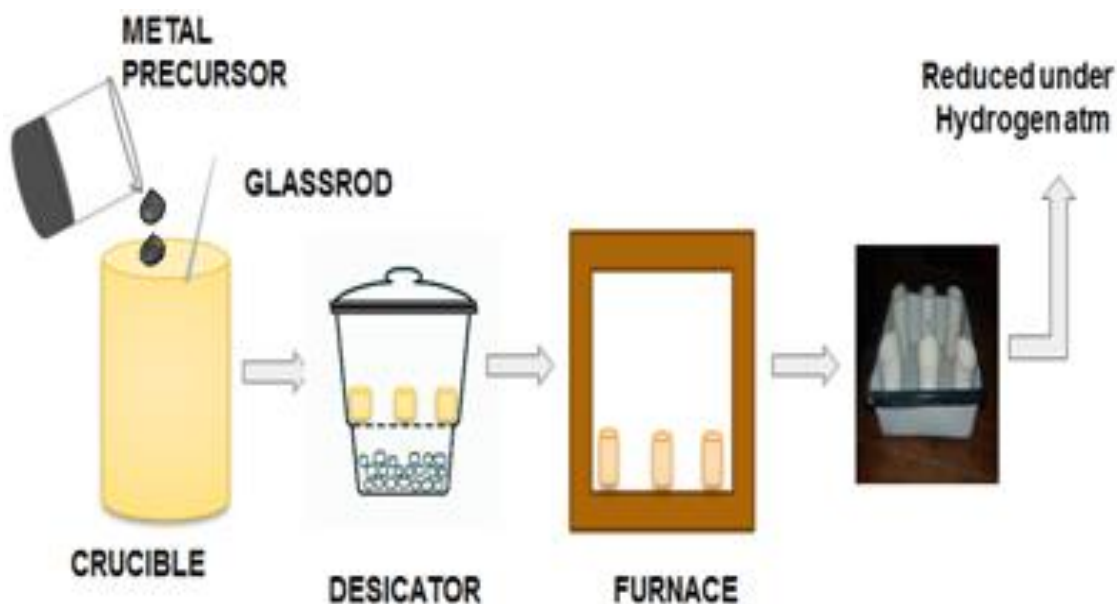 METAL
PRECURSOR
Reduced under
Hydrogen atm
GLASSROD
CRUCIBLE
DESICATOR
FURNACE